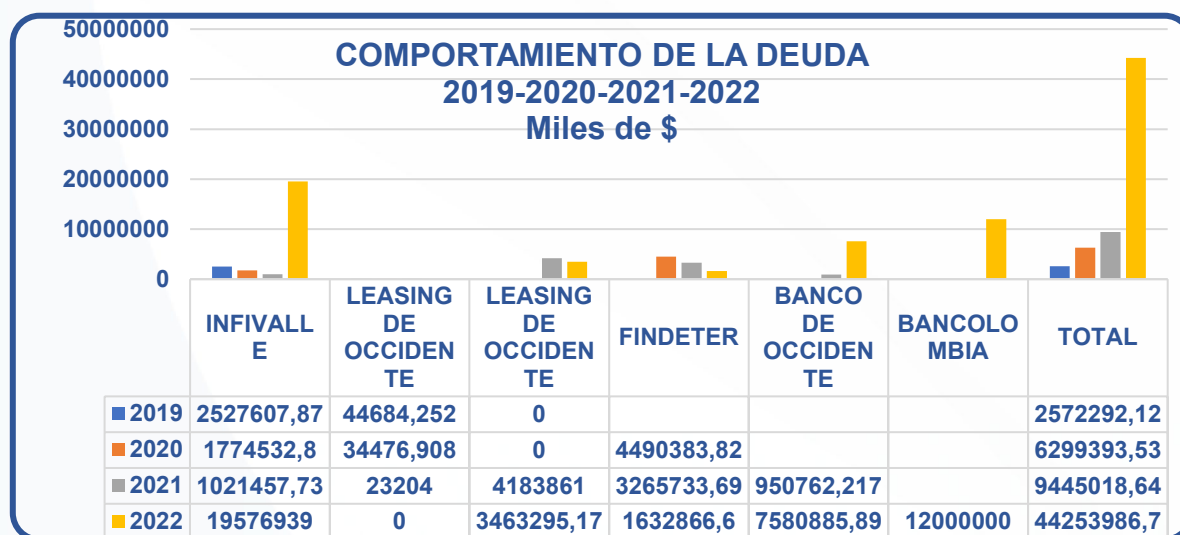 50000000
COMPORTAMIENTO DE LA DEUDA
40000000
2019-2020-2021-2022
30000000
Miles de $
20000000
10000000
0
INFIVALL
E
LEASING
DE
OCCIDEN
TE
LEASING
DE
OCCIDEN
TE
FINDETER
BANCO
DE
OCCIDEN
TE
BANCOLO
MBIA
TOTAL
2019 2527607,87 44684,252 0 2572292,12
2020 1774532,8 34476,908 0 4490383,82 6299393,53
2021 1021457,73 23204 4183861 3265733,69 950762,217 9445018,64
2022 19576939 0 3463295,17 1632866,6 7580885,89 12000000 44253986,7